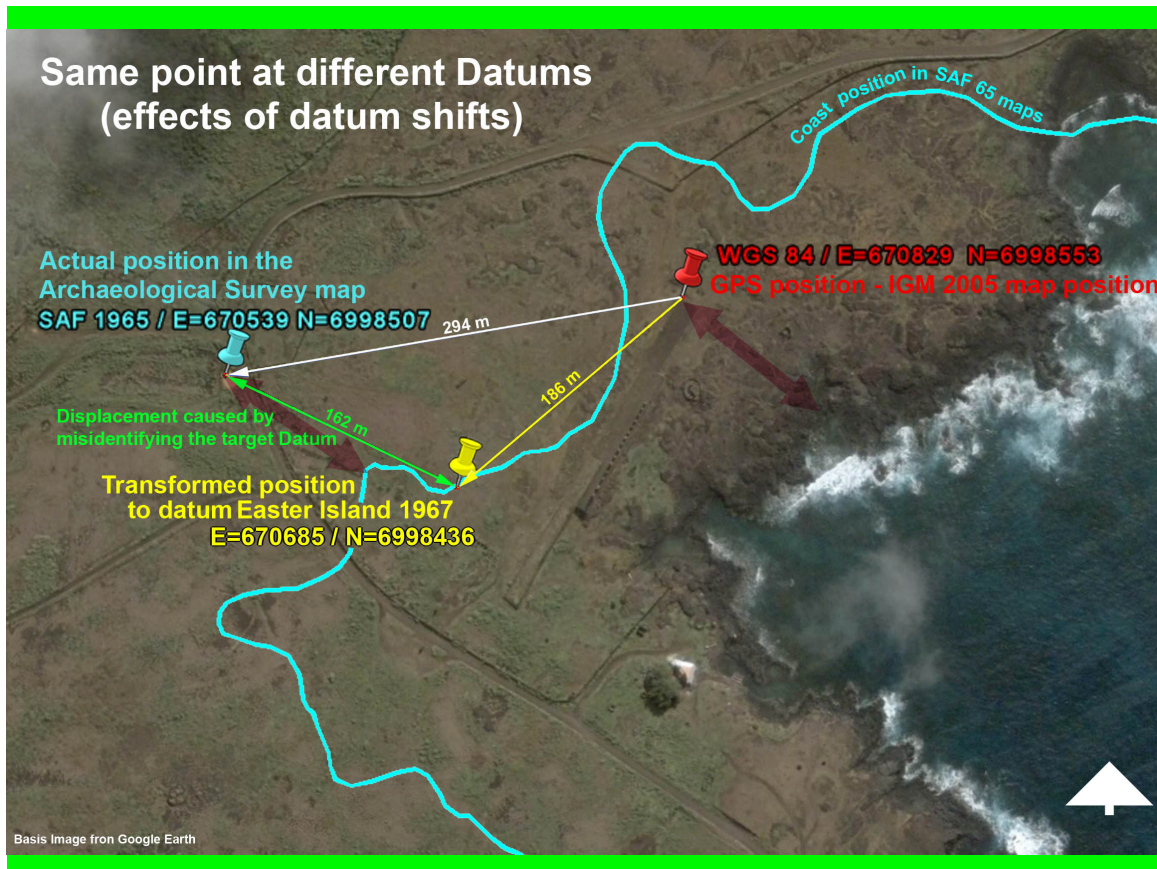 Same point at different Datums
(effects of datum shifts)
Coast position in SAF 65 maps
Actual position in the
Archaeological Survey map
SAF 1965 / E=670539 N=6998507
WGS 84 / E=670829 N=6998553
GPS position - IGM 2005 map position
294 m
186 m
Displacement caused by
misidentifying the target Datum
162 m
Transformed position
to datum Easter Island 1967
E=670685 / N=6998436
Basis Image fron Google Earth